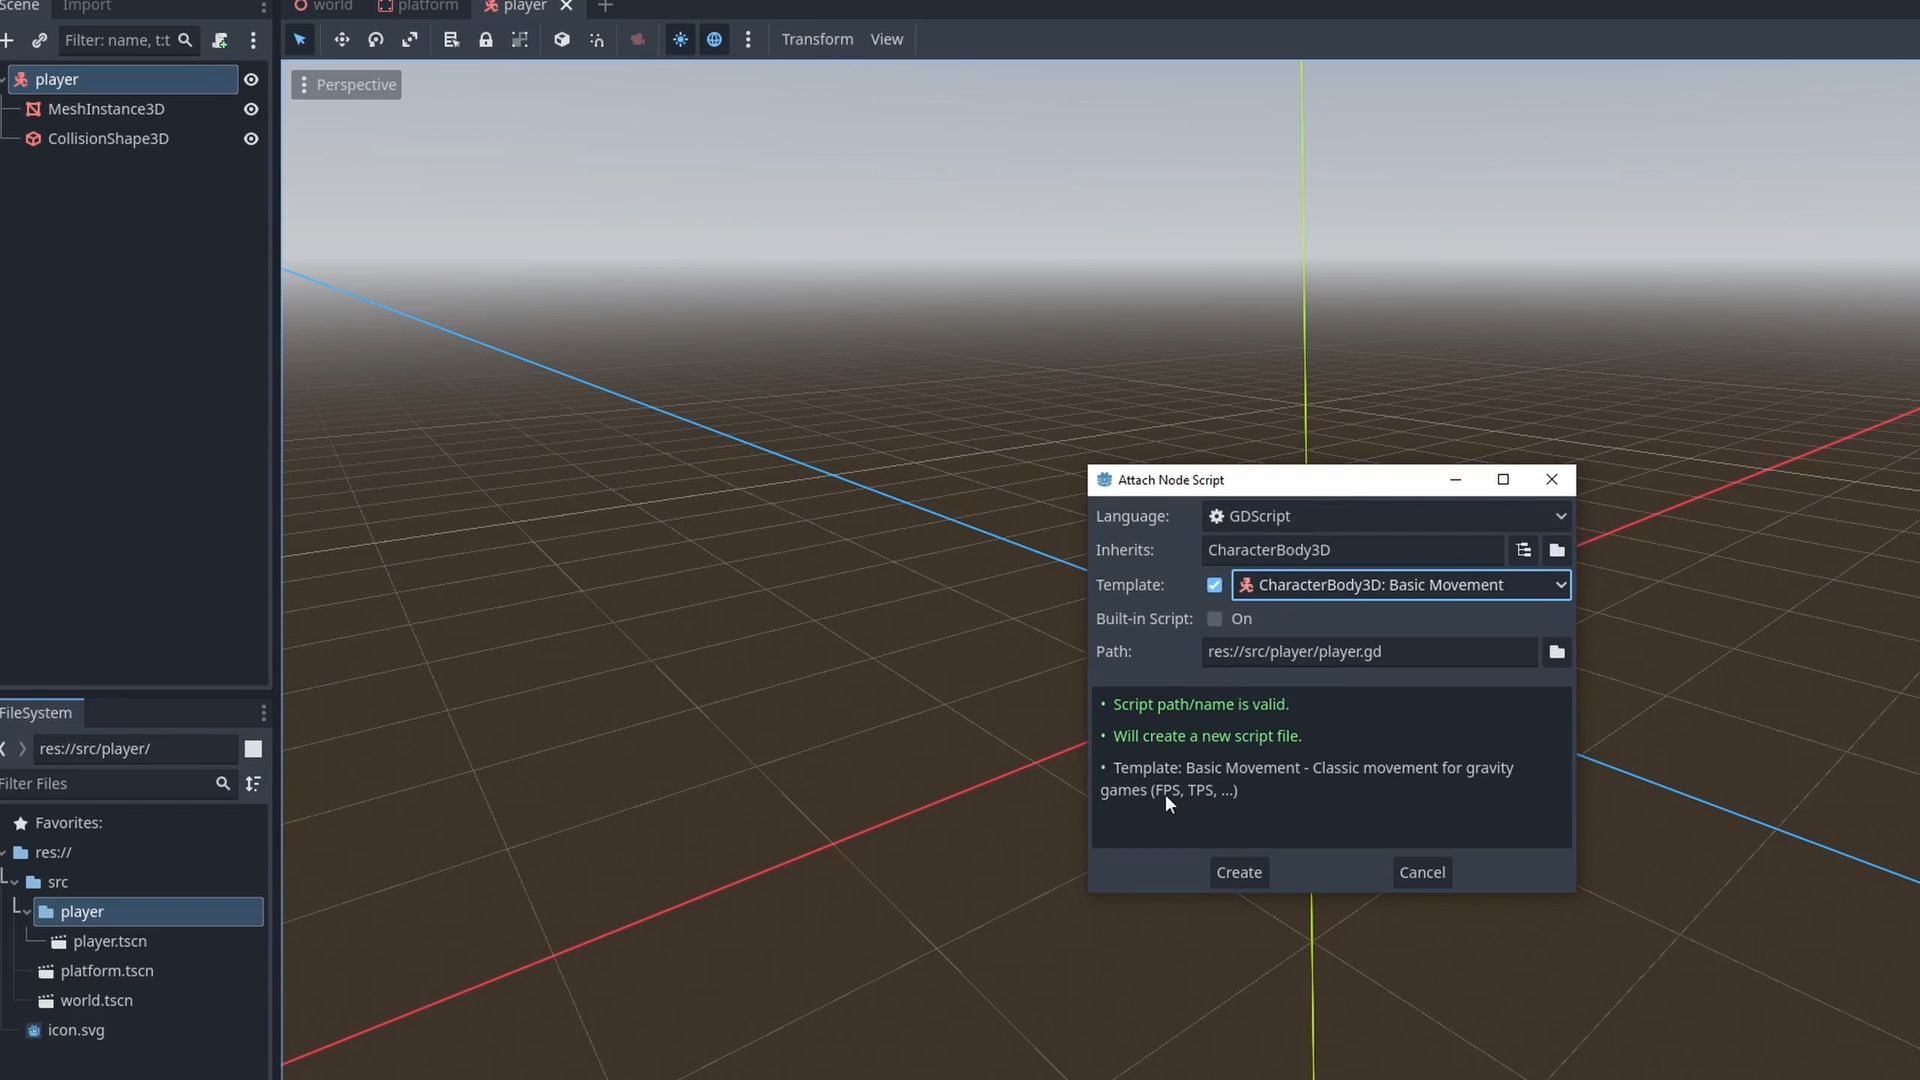 Scene
Import
world
platform
player
Filter: name, t:t
Transform
View
player
MeshInstance3D
CollisionShape3D
Perspective
Attach Node Script
Language:
GDScript
Inherits:
CharacterBody3D
Template:
CharacterBody3D: Basic Movement
Built-in Script:
On
Path:
res://src/player/player.gd
• Script path/name is valid.
• Will create a new script file.
• Template: Basic Movement - Classic movement for gravity
games (FPS, TPS, ...)
Create
Cancel
FileSystem
res://src/player/
Filter Files
Favorites:
res://
src
player
player.tscn
platform.tscn
world.tscn
icon.svg